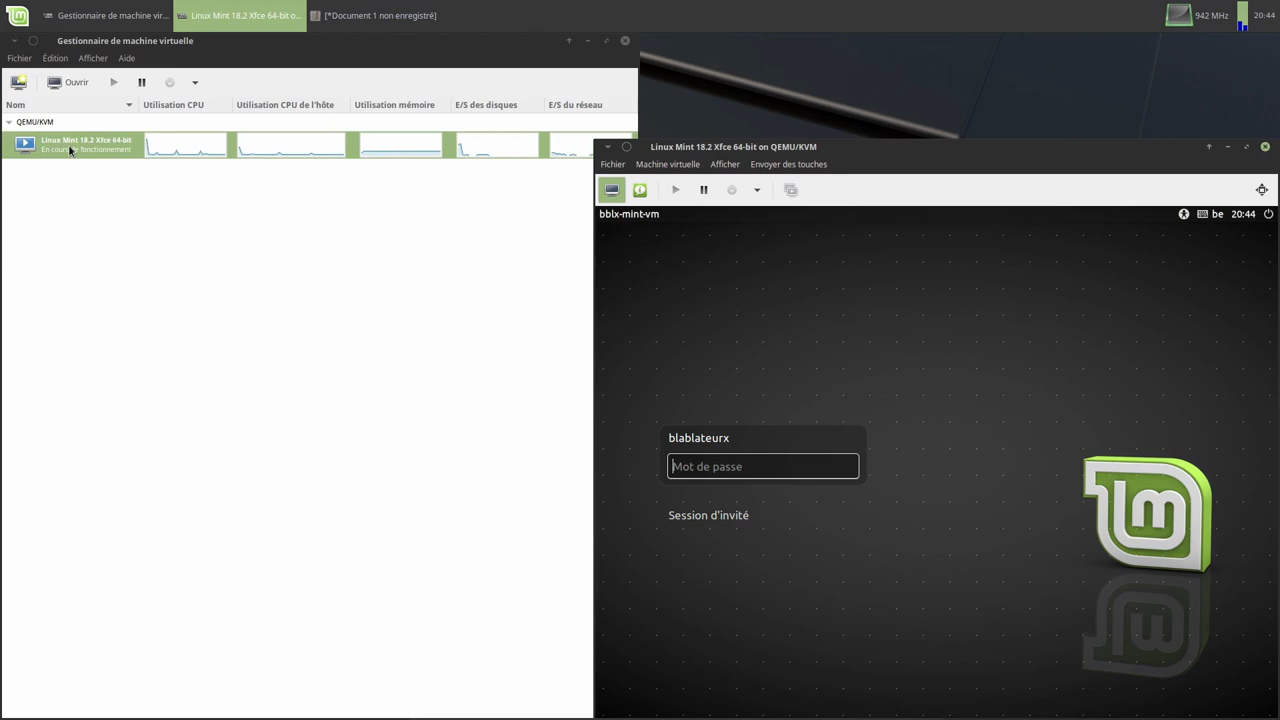 Gestionnaire de machine vir... Linux Mint 18.2 Xfce 64-bit o... [*Document 1 non enregistré] 942 MHz 20:44
Gestionnaire de machine virtuelle
Fichier Édition Afficher Aide
Ouvrir
Nom Utilisation CPU Utilisation CPU de l'hôte Utilisation mémoire E/S des disques E/S du réseau
QEMU/KVM
Linux Mint 18.2 Xfce 64-bit
En cours de fonctionnement
Linux Mint 18.2 Xfce 64-bit on QEMU/KVM
Fichier Machine virtuelle Afficher Envoyer des touches
bblx-mint-vm be 20:44
blablateurx
Mot de passe
Session d'invité